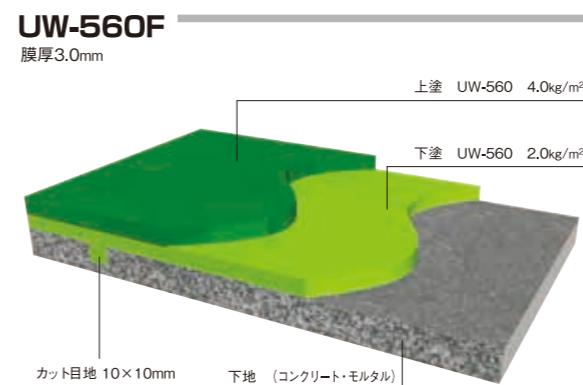 UW-560F
膜厚3.0mm
上塗 UW-560 4.0kg/m²
下塗 UW-560 2.0kg/m²
カット目地 10×10mm
下地 (コンクリート・モルタル)